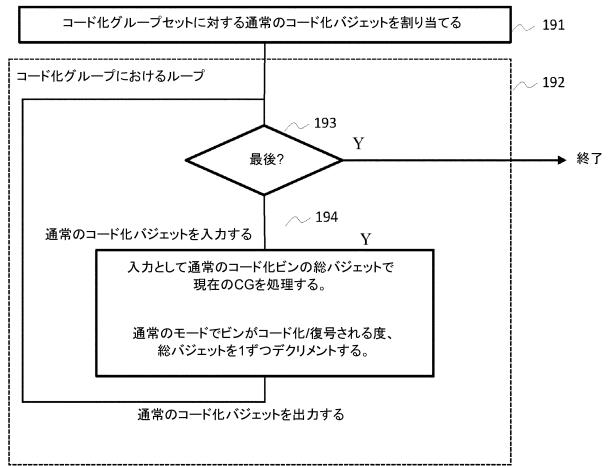 コード化グループセットに対する通常のコード化バジェットを割り当てる
191
コード化グループにおけるループ
192
193
最後?
Y
終了
194
通常のコード化バジェットを入力する
Y
入力として通常のコード化ビンの総バジェットで
現在のCGを処理する。
通常のモードでビンがコード化/復号される度、
総バジェットを1ずつデクリメントする。
通常のコード化バジェットを出力する